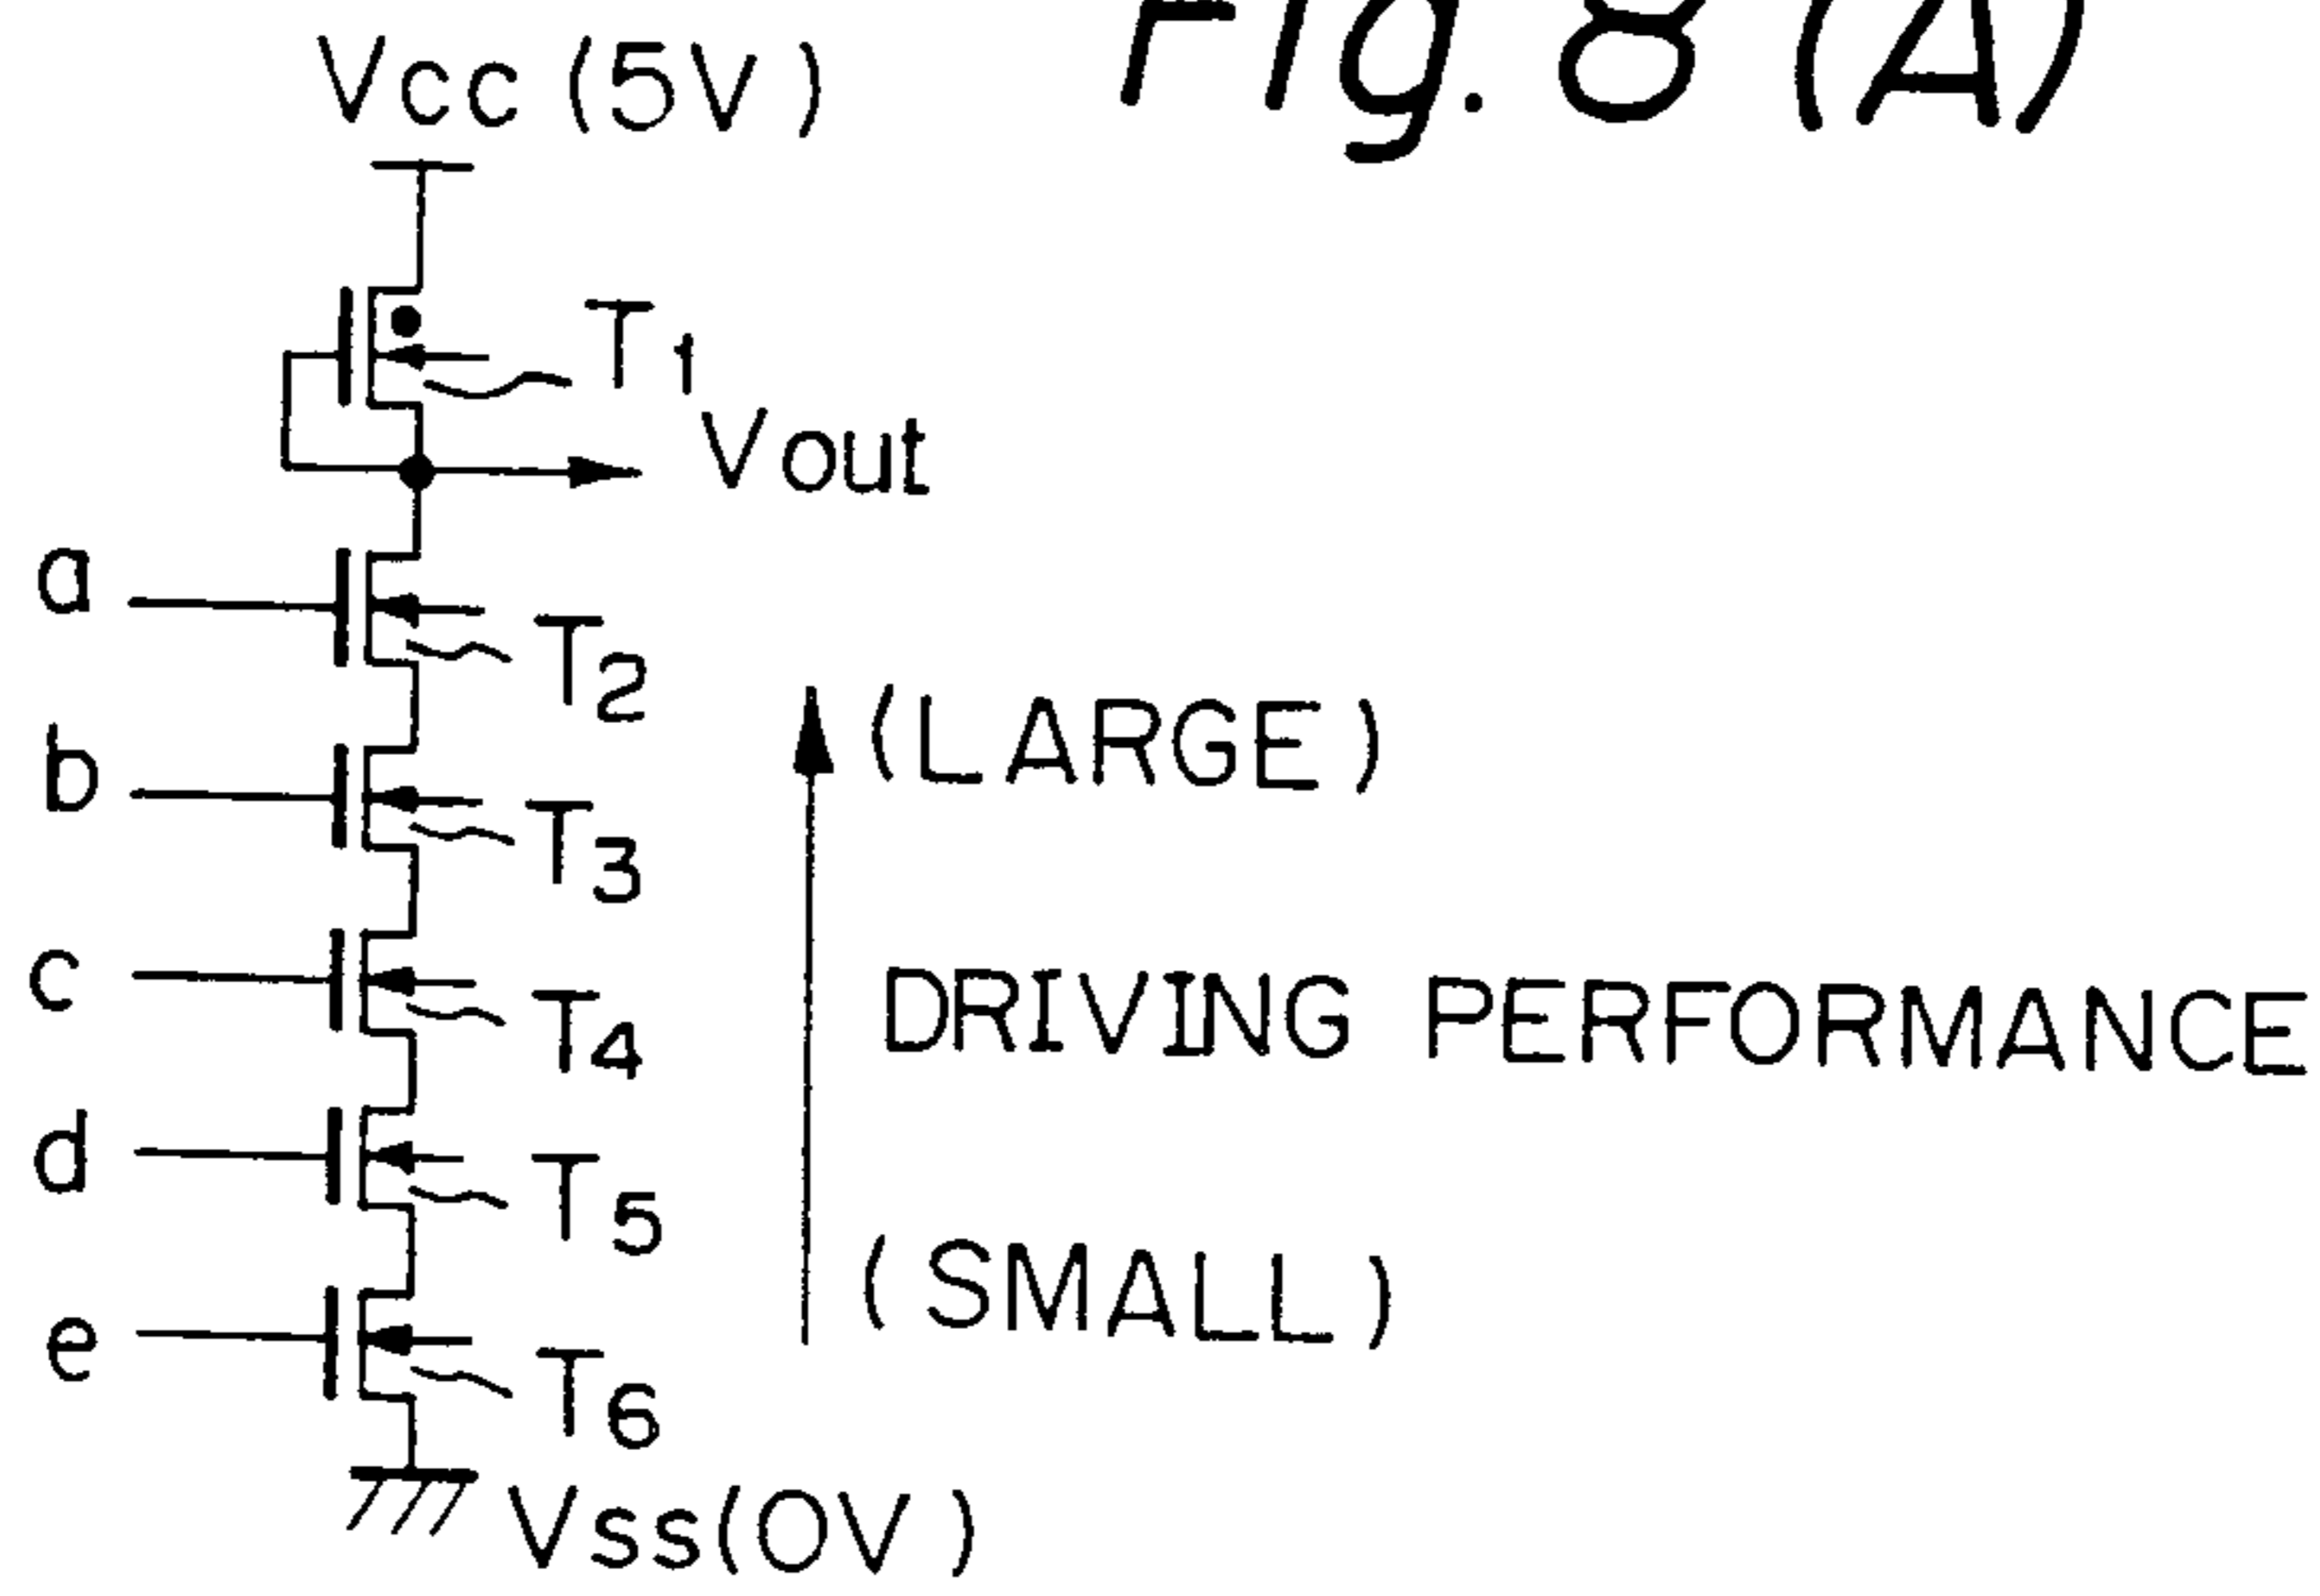 Fig. 8 (A)
Vcc (5V)
T1
Vout
a
T2
b
T3
(LARGE)
c
T4
DRIVING PERFORMANCE
d
T5
(SMALL)
e
T6
Vss (0V)